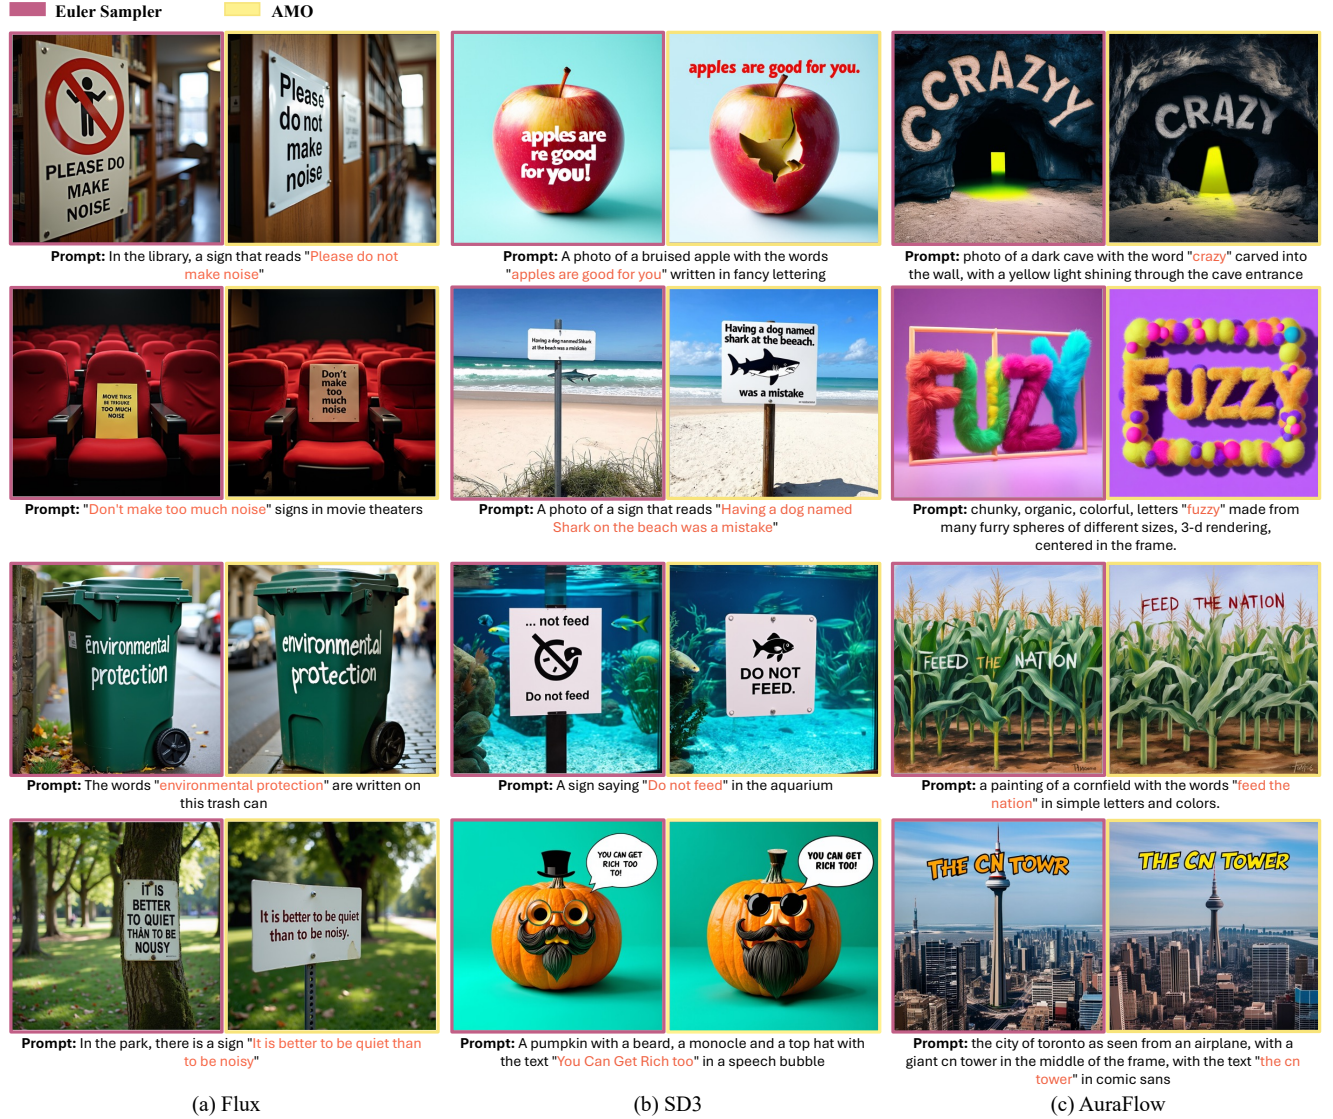 Euler Sampler
AMO
PLEASE DO
MAKE
NOISE
Please
do not
make
noise
apples are
re good
for you!
apples are good for you.
CCRAZYY
CRAZY
Prompt: In the library, a sign that reads "Please do not
make noise"
Prompt: A photo of a bruised apple with the words
"apples are good for you" written in fancy lettering
Prompt: photo of a dark cave with the word "crazy" carved into
the wall, with a yellow light shining through the cave entrance
MOVE THIS
BE TRIGUKE
TOO MUCH
NOISE
Don't
make
too
much
noise
Having a dog nanmed Shhark
at the beach was a miskake
Having a dog named
shark at the beeach.
was a mistake
FUZY
FUZZY
Prompt: "Don't make too much noise" signs in movie theaters
Prompt: A photo of a sign that reads "Having a dog named
Shark on the beach was a mistake"
Prompt: chunky, organic, colorful, letters "fuzzy" made from
many furry spheres of different sizes, 3-d rendering,
centered in the frame.
environmental
protection
environmental
protection
... not feed
Do not feed
DO NOT
FEED.
FEEED THE NATION
FEED THE NATION
Prompt: The words "environmental protection" are written on
this trash can
Prompt: A sign saying "Do not feed" in the aquarium
Prompt: a painting of a cornfield with the words "feed the
nation" in simple letters and colors.
IT IS
BETTER
TO QUIET
THAN TO BE
NOUSY
It is better to be quiet
than to be noisy.
YOU CAN GET
RICH TOO
TO!
YOU CAN GET
RICH TOO!
THE CN TOWR
THE CN TOWER
Prompt: In the park, there is a sign "It is better to be quiet than
to be noisy"
Prompt: A pumpkin with a beard, a monocle and a top hat with
the text "You Can Get Rich too" in a speech bubble
Prompt: the city of toronto as seen from an airplane, with a
giant cn tower in the middle of the frame, with the text "the cn
tower" in comic sans
(a) Flux
(b) SD3
(c) AuraFlow